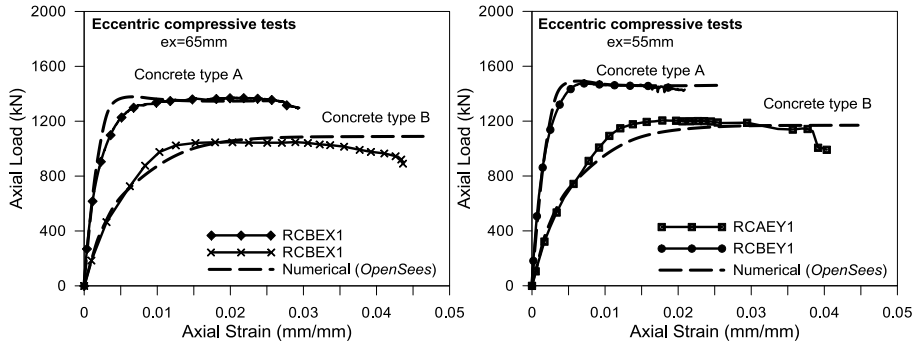 Eccentric compressive tests
ex=65mm
Concrete type A
Concrete type B
RCBEX1
RCBEX1
Numerical (OpenSees)
Axial Load (kN)
2000
1600
1200
800
400
0
0 0.01 0.02 0.03 0.04 0.05
Axial Strain (mm/mm)
Eccentric compressive tests
ex=55mm
Concrete type A
Concrete type B
RCAEY1
RCBEY1
Numerical (OpenSees)
Axial Load (kN)
2000
1600
1200
800
400
0
0 0.01 0.02 0.03 0.04 0.05
Axial Strain (mm/mm)